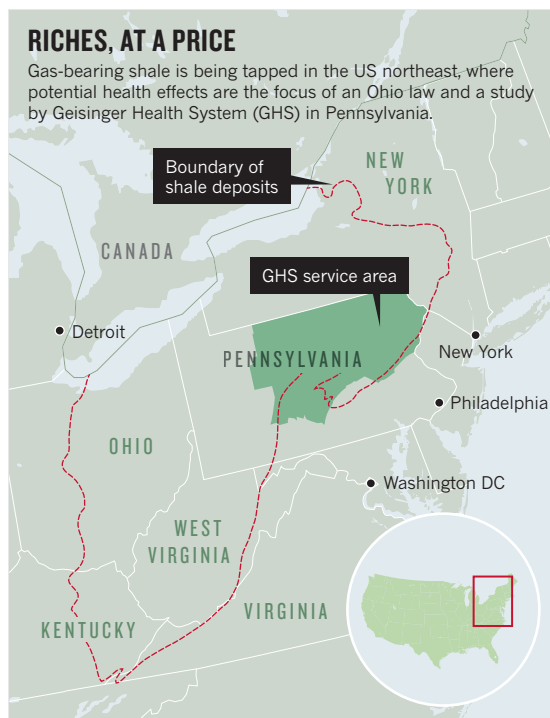 RICHES, AT A PRICE
Gas-bearing shale is being tapped in the US northeast, where
potential health effects are the focus of an Ohio law and a study
by Geisinger Health System (GHS) in Pennsylvania.
Boundary of
shale deposits
NEW
YORK
CANADA
GHS service area
Detroit
PENNSYLVANIA
New York
Philadelphia
OHIO
Washington DC
WEST
VIRGINIA
VIRGINIA
KENTUCKY